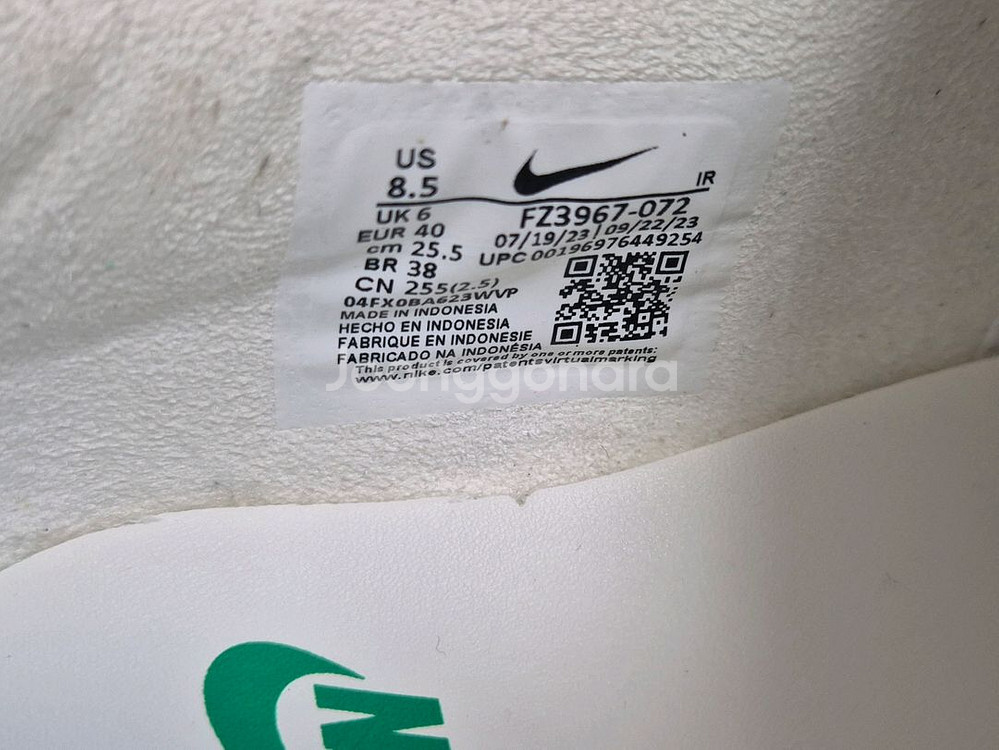 US
8.5
IR
UK 6
FZ3967-072
EUR 40
07/19/23 09/22/23
cm 25.5
UPC 00196976449254
BR 38
CN 255(2.5)
04FX0BA623WVP
MADE IN INDONESIA
HECHO EN INDONESIA
FABRIQUE EN INDONESIE
FABRICADO NA INDONÉSIA
This product is covered by one or more patents:
www.nike.com/patentsvirtualmarking
Joonggonara
N